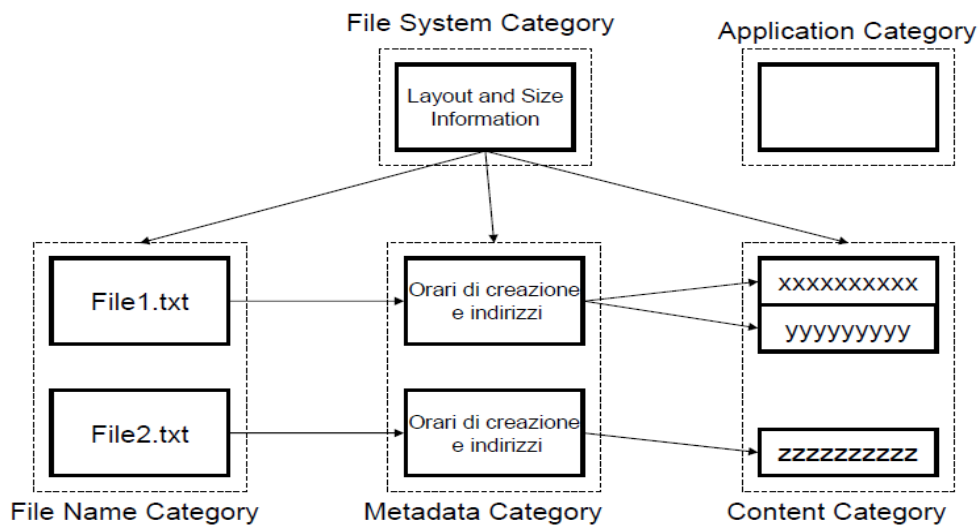 File System Category
Application Category
Layout and Size
Information
File1.txt
Orari di creazione
e indirizzi
xxxxxxxxxx
yyyyyyyyy
File2.txt
Orari di creazione
e indirizzi
zzzzzzzzzz
File Name Category
Metadata Category
Content Category